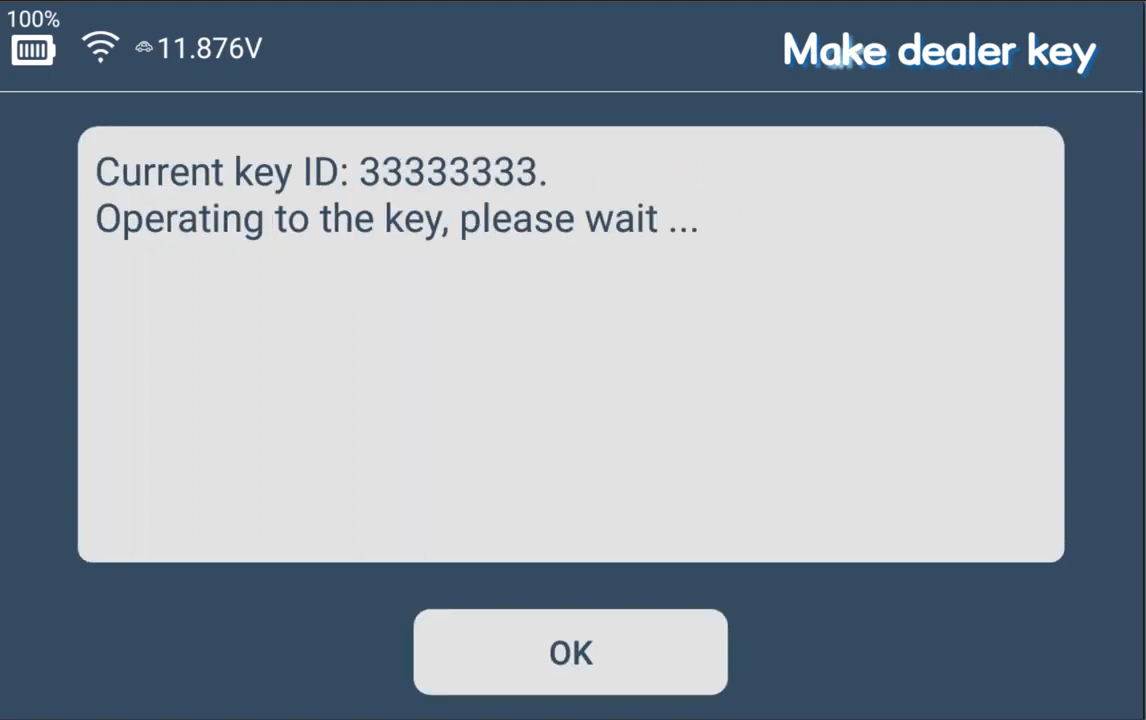 100%
11.876V
Make dealer key
Current key ID: 33333333.
Operating to the key, please wait ...
OK